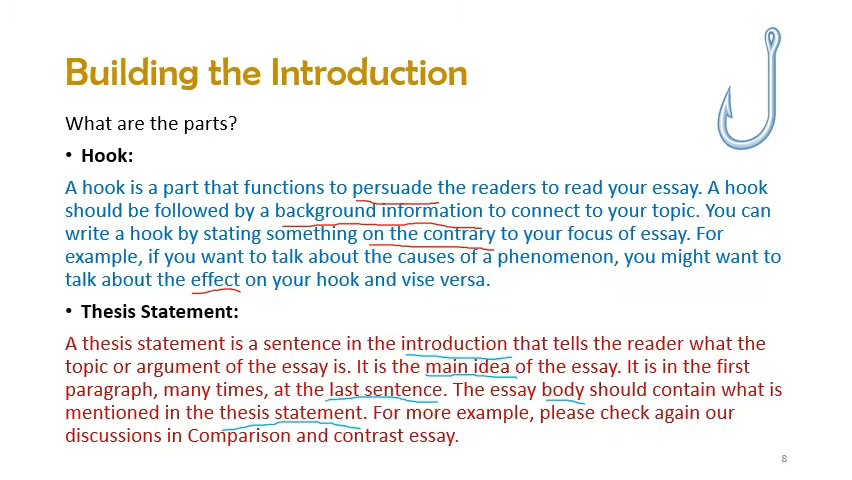 Building the Introduction
What are the parts?
• Hook:
A hook is a part that functions to persuade the readers to read your essay. A hook
should be followed by a background information to connect to your topic. You can
write a hook by stating something on the contrary to your focus of essay. For
example, if you want to talk about the causes of a phenomenon, you might want to
talk about the effect on your hook and vise versa.
• Thesis Statement:
A thesis statement is a sentence in the introduction that tells the reader what the
topic or argument of the essay is. It is the main idea of the essay. It is in the first
paragraph, many times, at the last sentence. The essay body should contain what is
mentioned in the thesis statement. For more example, please check again our
discussions in Comparison and contrast essay.
8